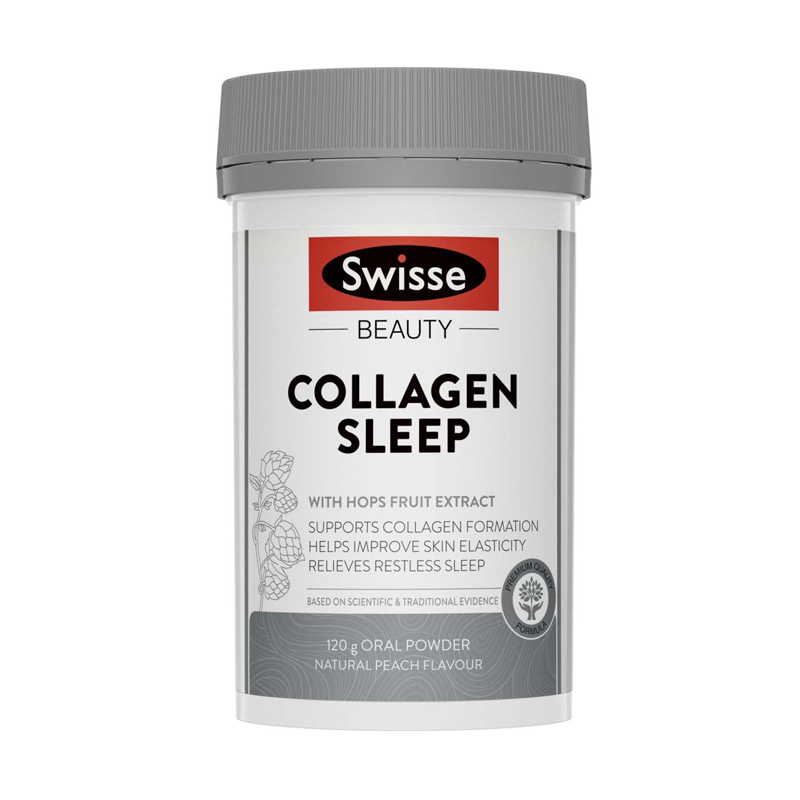 Swisse
BEAUTY
COLLAGEN
SLEEP
WITH HOPS FRUIT EXTRACT
SUPPORTS COLLAGEN FORMATION
HELPS IMPROVE SKIN ELASTICITY
RELIEVES RESTLESS SLEEP
BASED ON SCIENTIFIC & TRADITIONAL EVIDENCE
PREMIUM QUALITY
FORMULA
120 g ORAL POWDER
NATURAL PEACH FLAVOUR